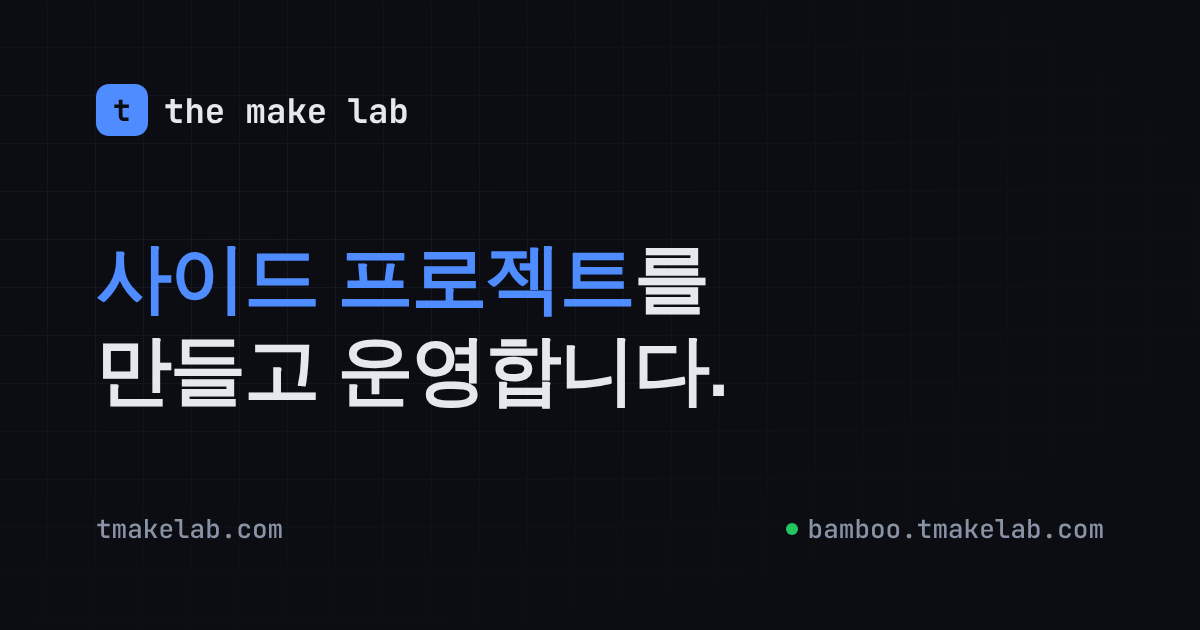 t the make lab
사이드 프로젝트를
만들고 운영합니다.
tmakelab.com
bamboo.tmakelab.com